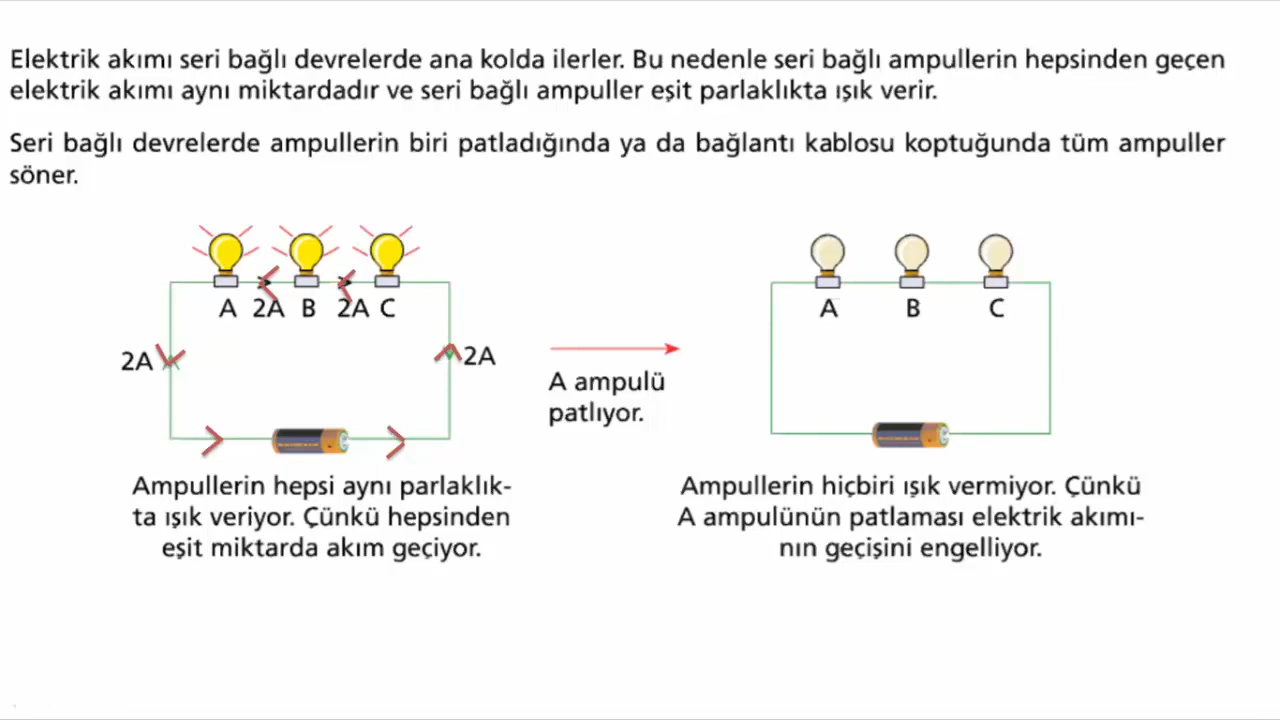 Elektrik akımı seri bağlı devrelerde ana kolda ilerler. Bu nedenle seri bağlı ampullerin hepsinden geçen
elektrik akımı aynı miktardadır ve seri bağlı ampuller eşit parlaklıkta ışık verir.
Seri bağlı devrelerde ampullerin biri patladığında ya da bağlantı kablosu koptuğunda tüm ampuller
söner.
A 2A B 2A C
2A
2A
A ampulü
patlıyor.
A B C
Ampullerin hepsi aynı parlaklık-
ta ışık veriyor. Çünkü hepsinden
eşit miktarda akım geçiyor.
Ampullerin hiçbiri ışık vermiyor. Çünkü
A ampulünün patlaması elektrik akımı-
nın geçişini engelliyor.